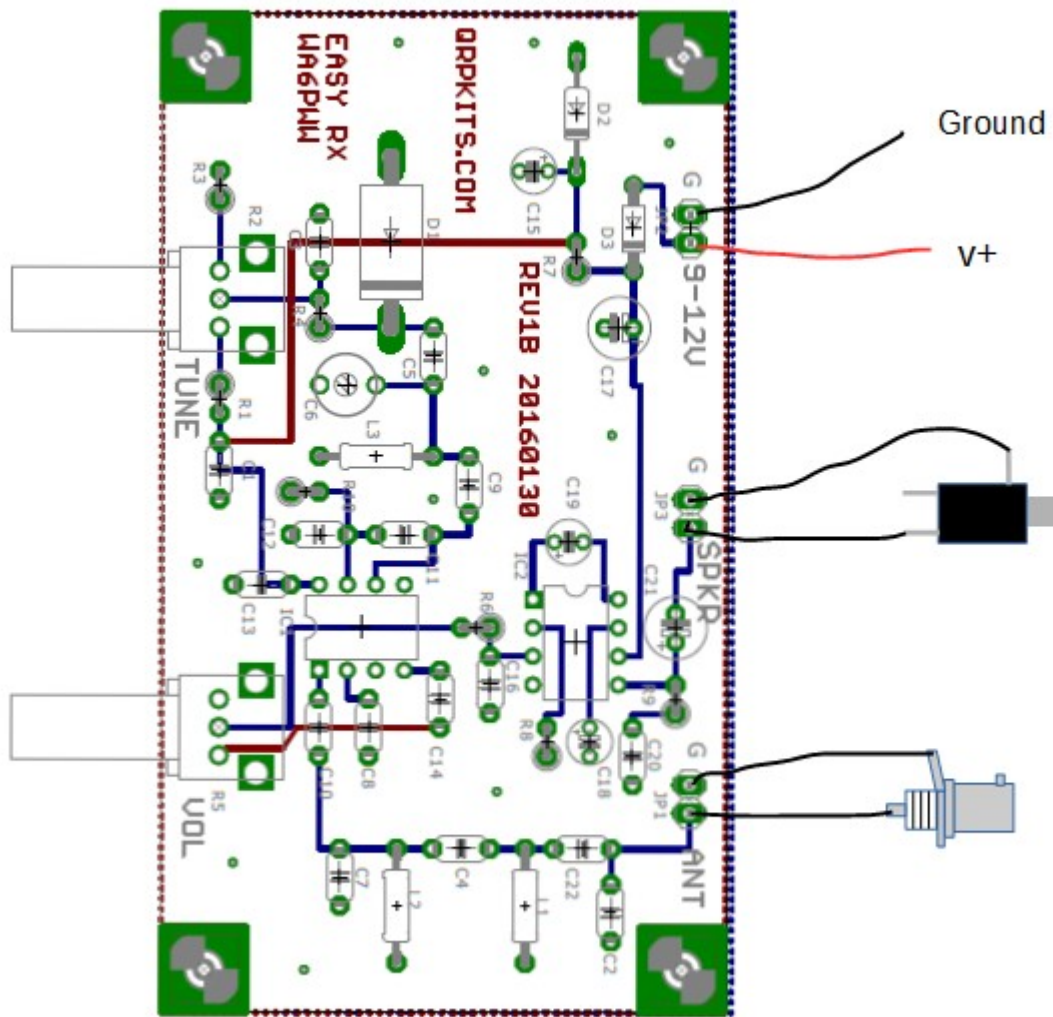 EASY RX
WA6PWW
QRPKITS.COM
D2
Ground
R3
G
R2
JP2
C15
D1
D3
v+
R7
9-12V
R4
REV1B 20160130
C17
C5
TUNE
C6
R1
L3
G
C9
JP3
C19
C12
IC2
SPKR
C21
C13
IC1
R6
C16
R9
R8
C14
C18
C20
G
R5
C10
C8
JP1
VOL
ANT
C7
L2
C4
L1
C22
C2